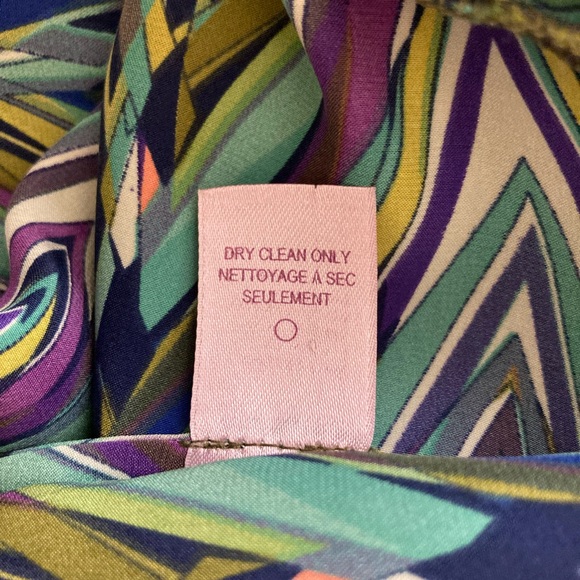 DRY CLEAN ONLY
NETTOYAGE À SEC
SEULEMENT